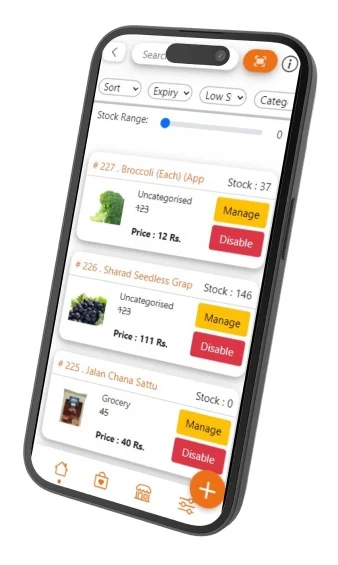 Searc
Sort Expiry Low S Categ
Stock Range: 0
# 227 . Broccoli (Each) (App Stock : 37
Uncategorised
123
Manage
Price : 12 Rs.
Disable
# 226 . Sharad Seedless Grap Stock : 146
Uncategorised
123
Manage
Price : 111 Rs.
Disable
# 225 . Jalan Chana Sattu Stock : 0
Grocery
45
Manage
Price : 40 Rs.
Disable